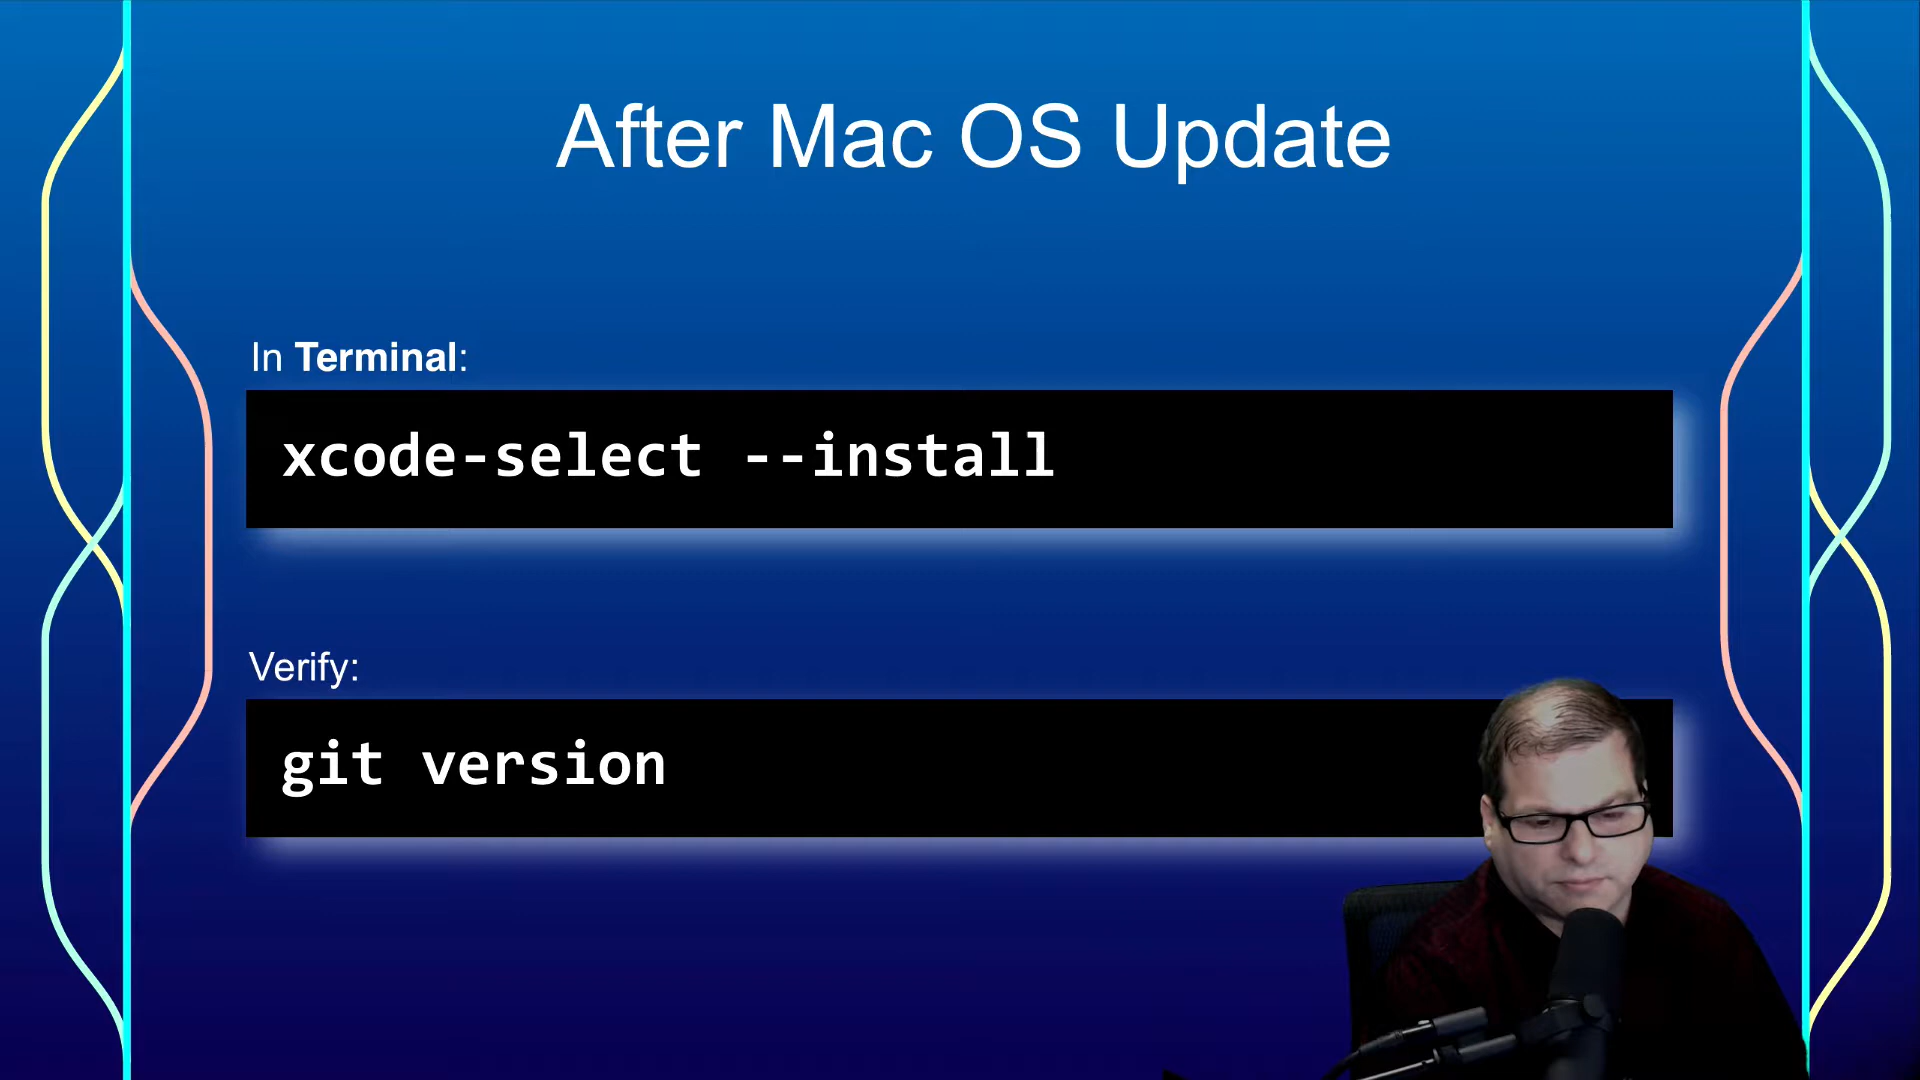 After Mac OS Update
In Terminal:
xcode-select --install
Verify:
git version